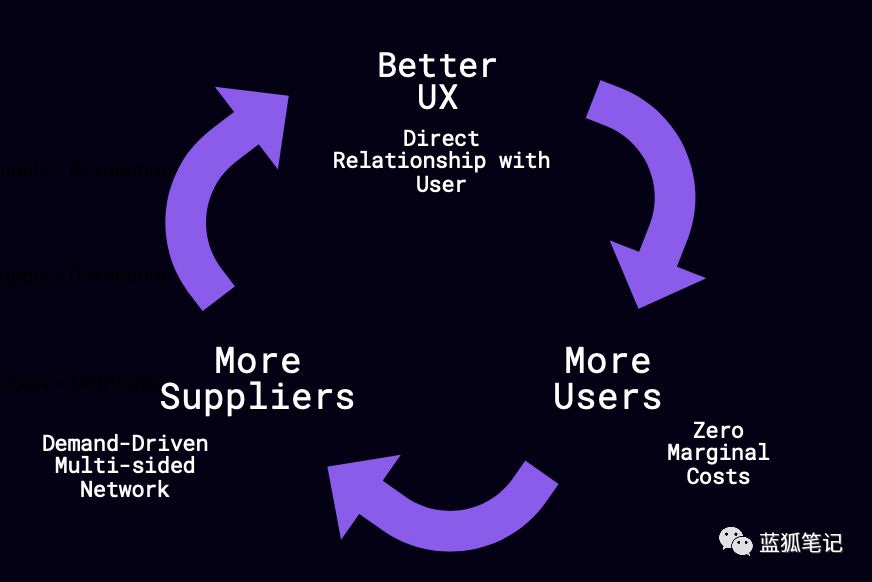 Better
UX
Direct
Relationship with
User
upply + Distribution
upply + Distribution
More
Suppliers
More
Users
upply + Distributio
Demand-Driven
Multi-sided
Network
Zero
Marginal
Costs
蓝狐笔记